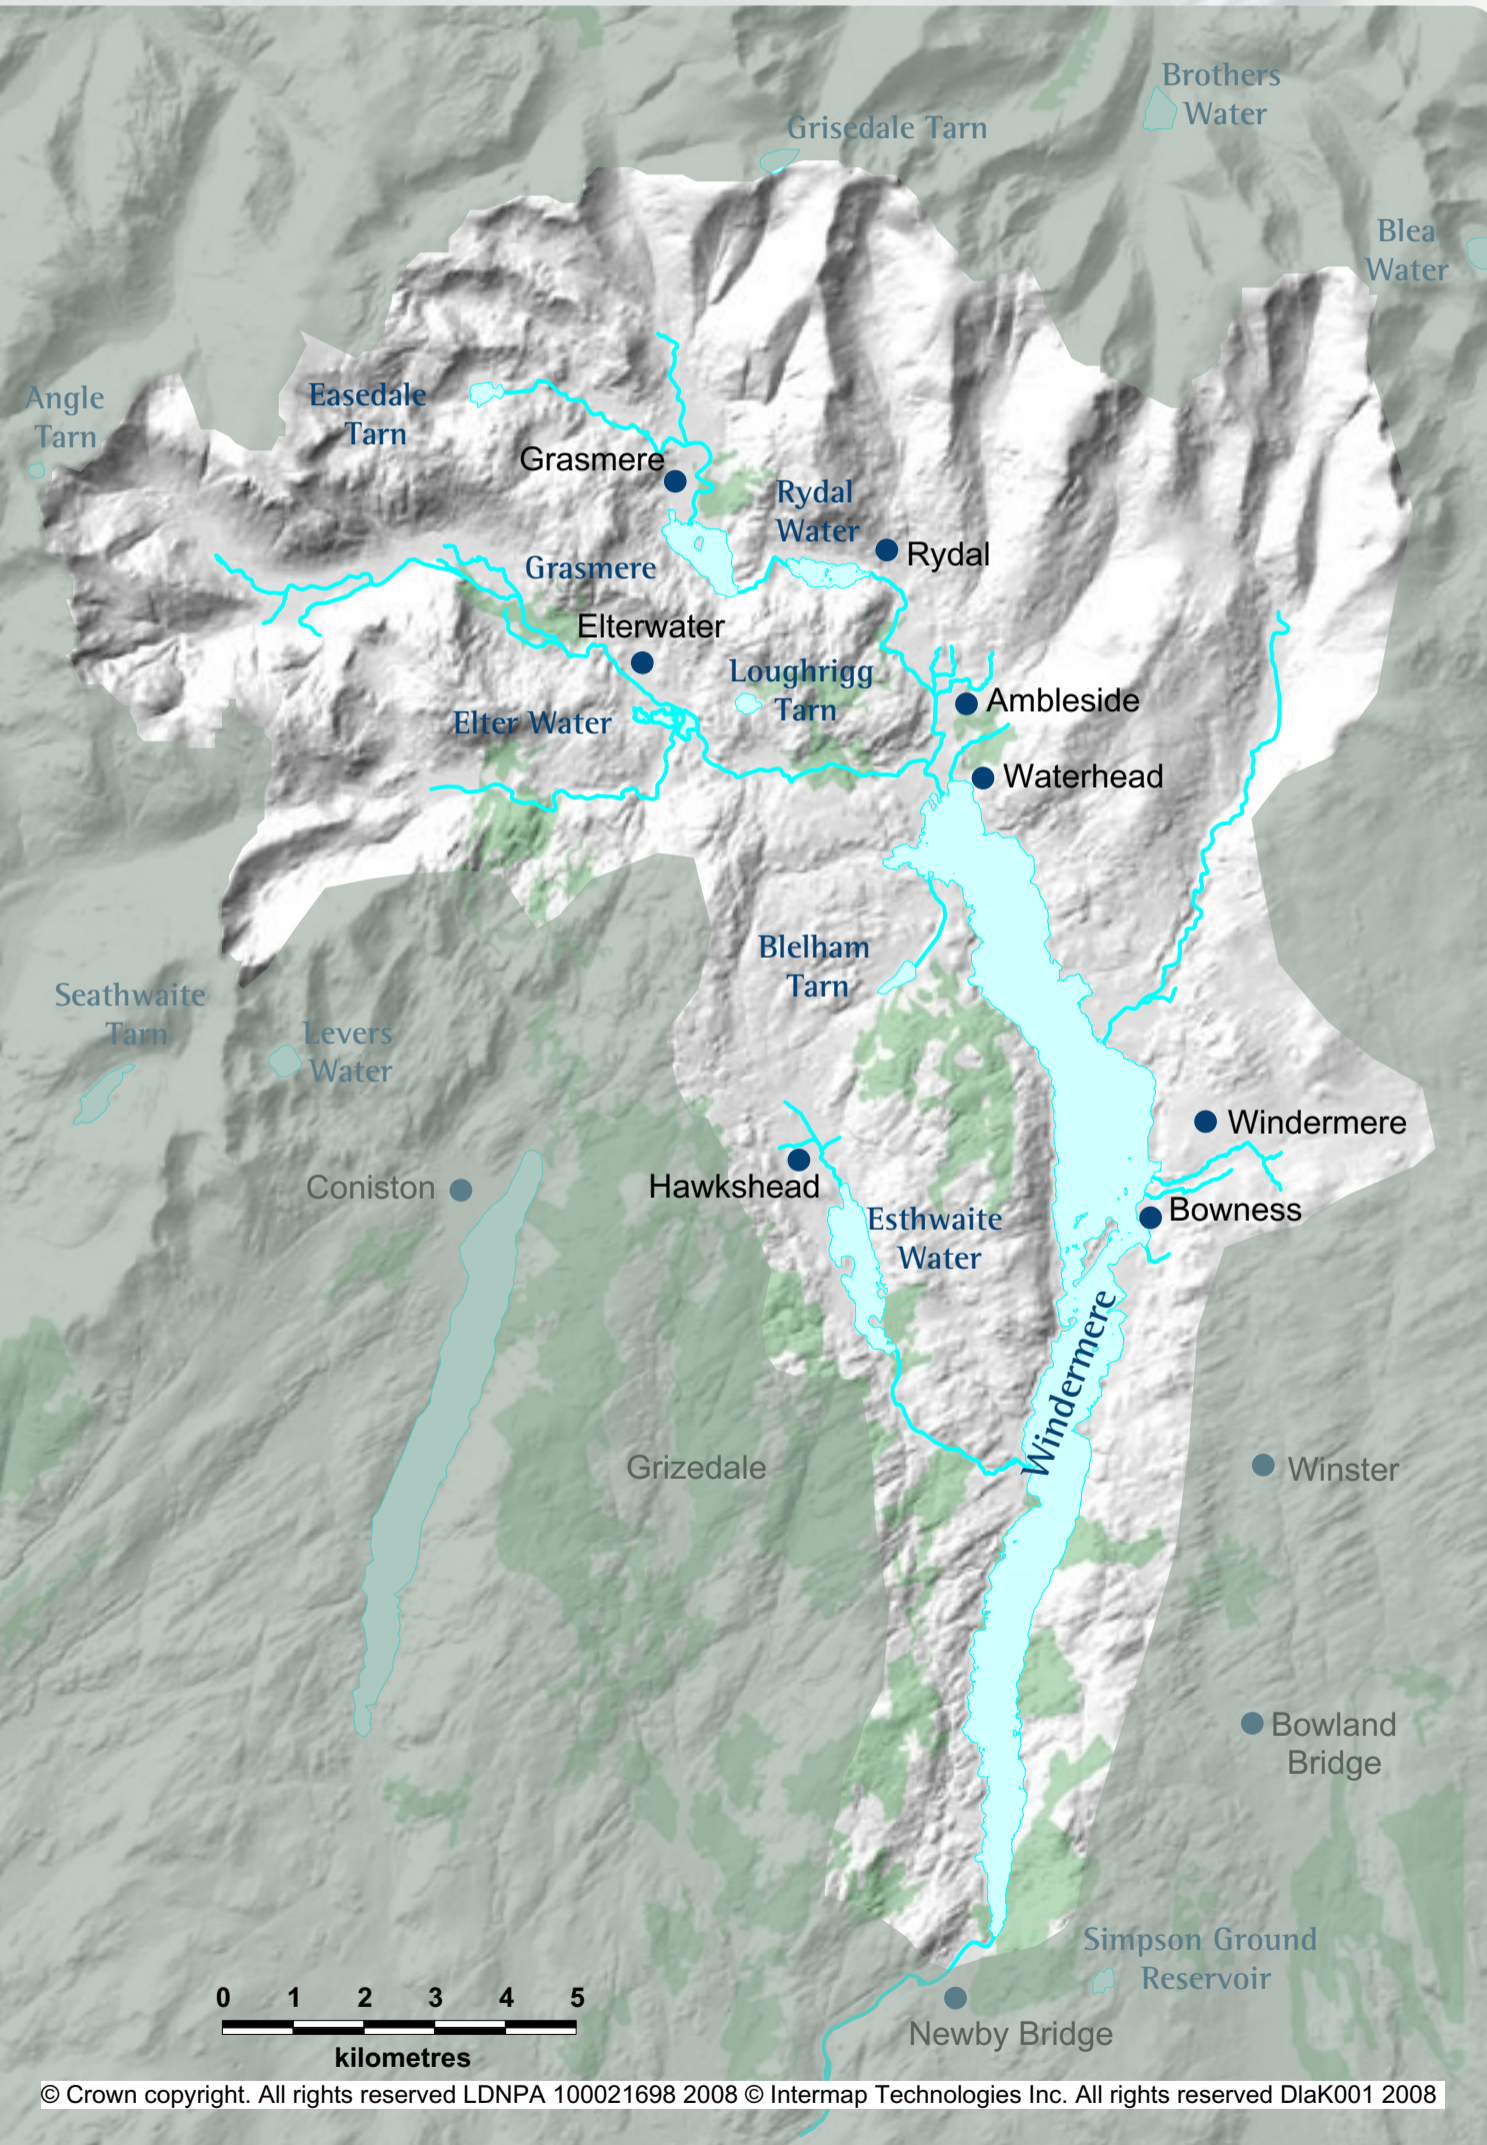 Brothers
Water
Grisedale Tarn
Blea
Water
Angle
Tarn
Easedale
Tarn
Grasmere
Rydal
Water
Rydal
Grasmere
Elterwater
Loughrigg
Tarn
Ambleside
Elter Water
Waterhead
Blelham
Tarn
Seathwaite
Tarn
Levers
Water
Windermere
Coniston
Hawkshead
Bowness
Esthwaite
Water
Windermere
Grizedale
Winster
Bowland
Bridge
Simpson Ground
Reservoir
0 1 2 3 4 5
kilometres
Newby Bridge
© Crown copyright. All rights reserved LDNPA 100021698 2008 © Intermap Technologies Inc. All rights reserved DlaK001 2008